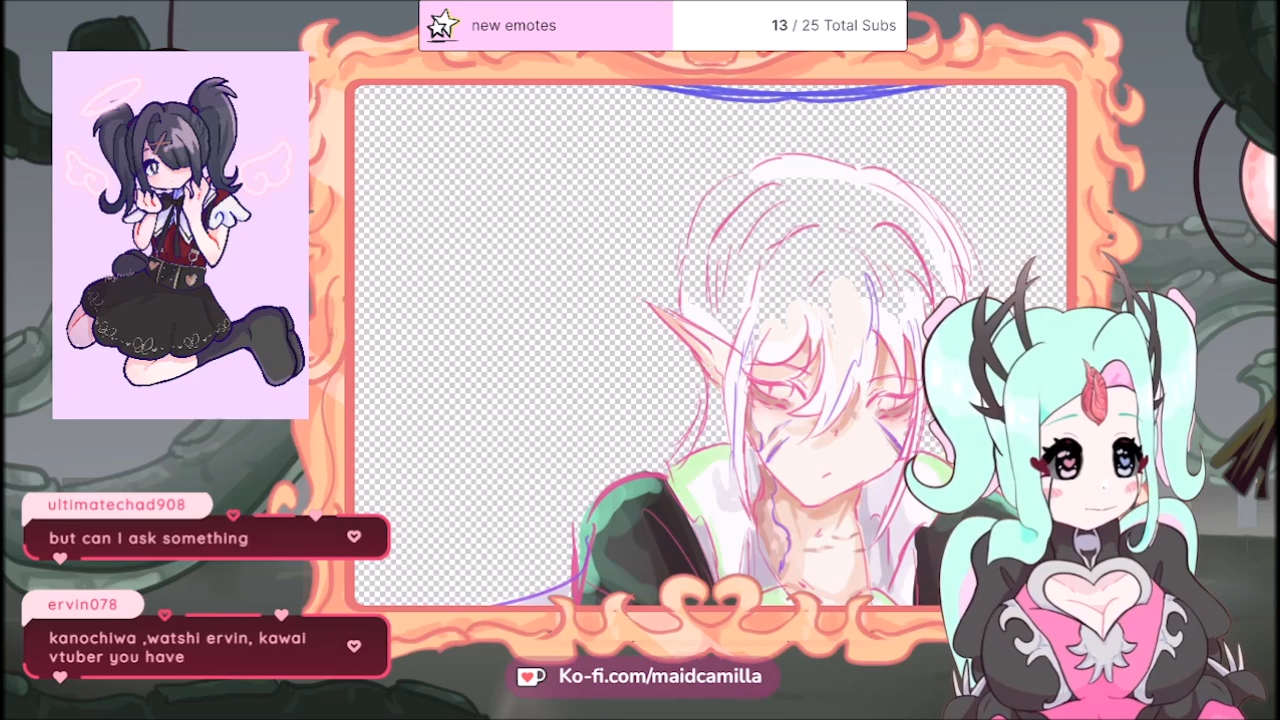 new emotes
13 / 25 Total Subs
ultimatechad908
but can I ask something
ervin078
kanochiwa ,watshi ervin, kawai
vtuber you have
Ko-fi.com/maidcamilla